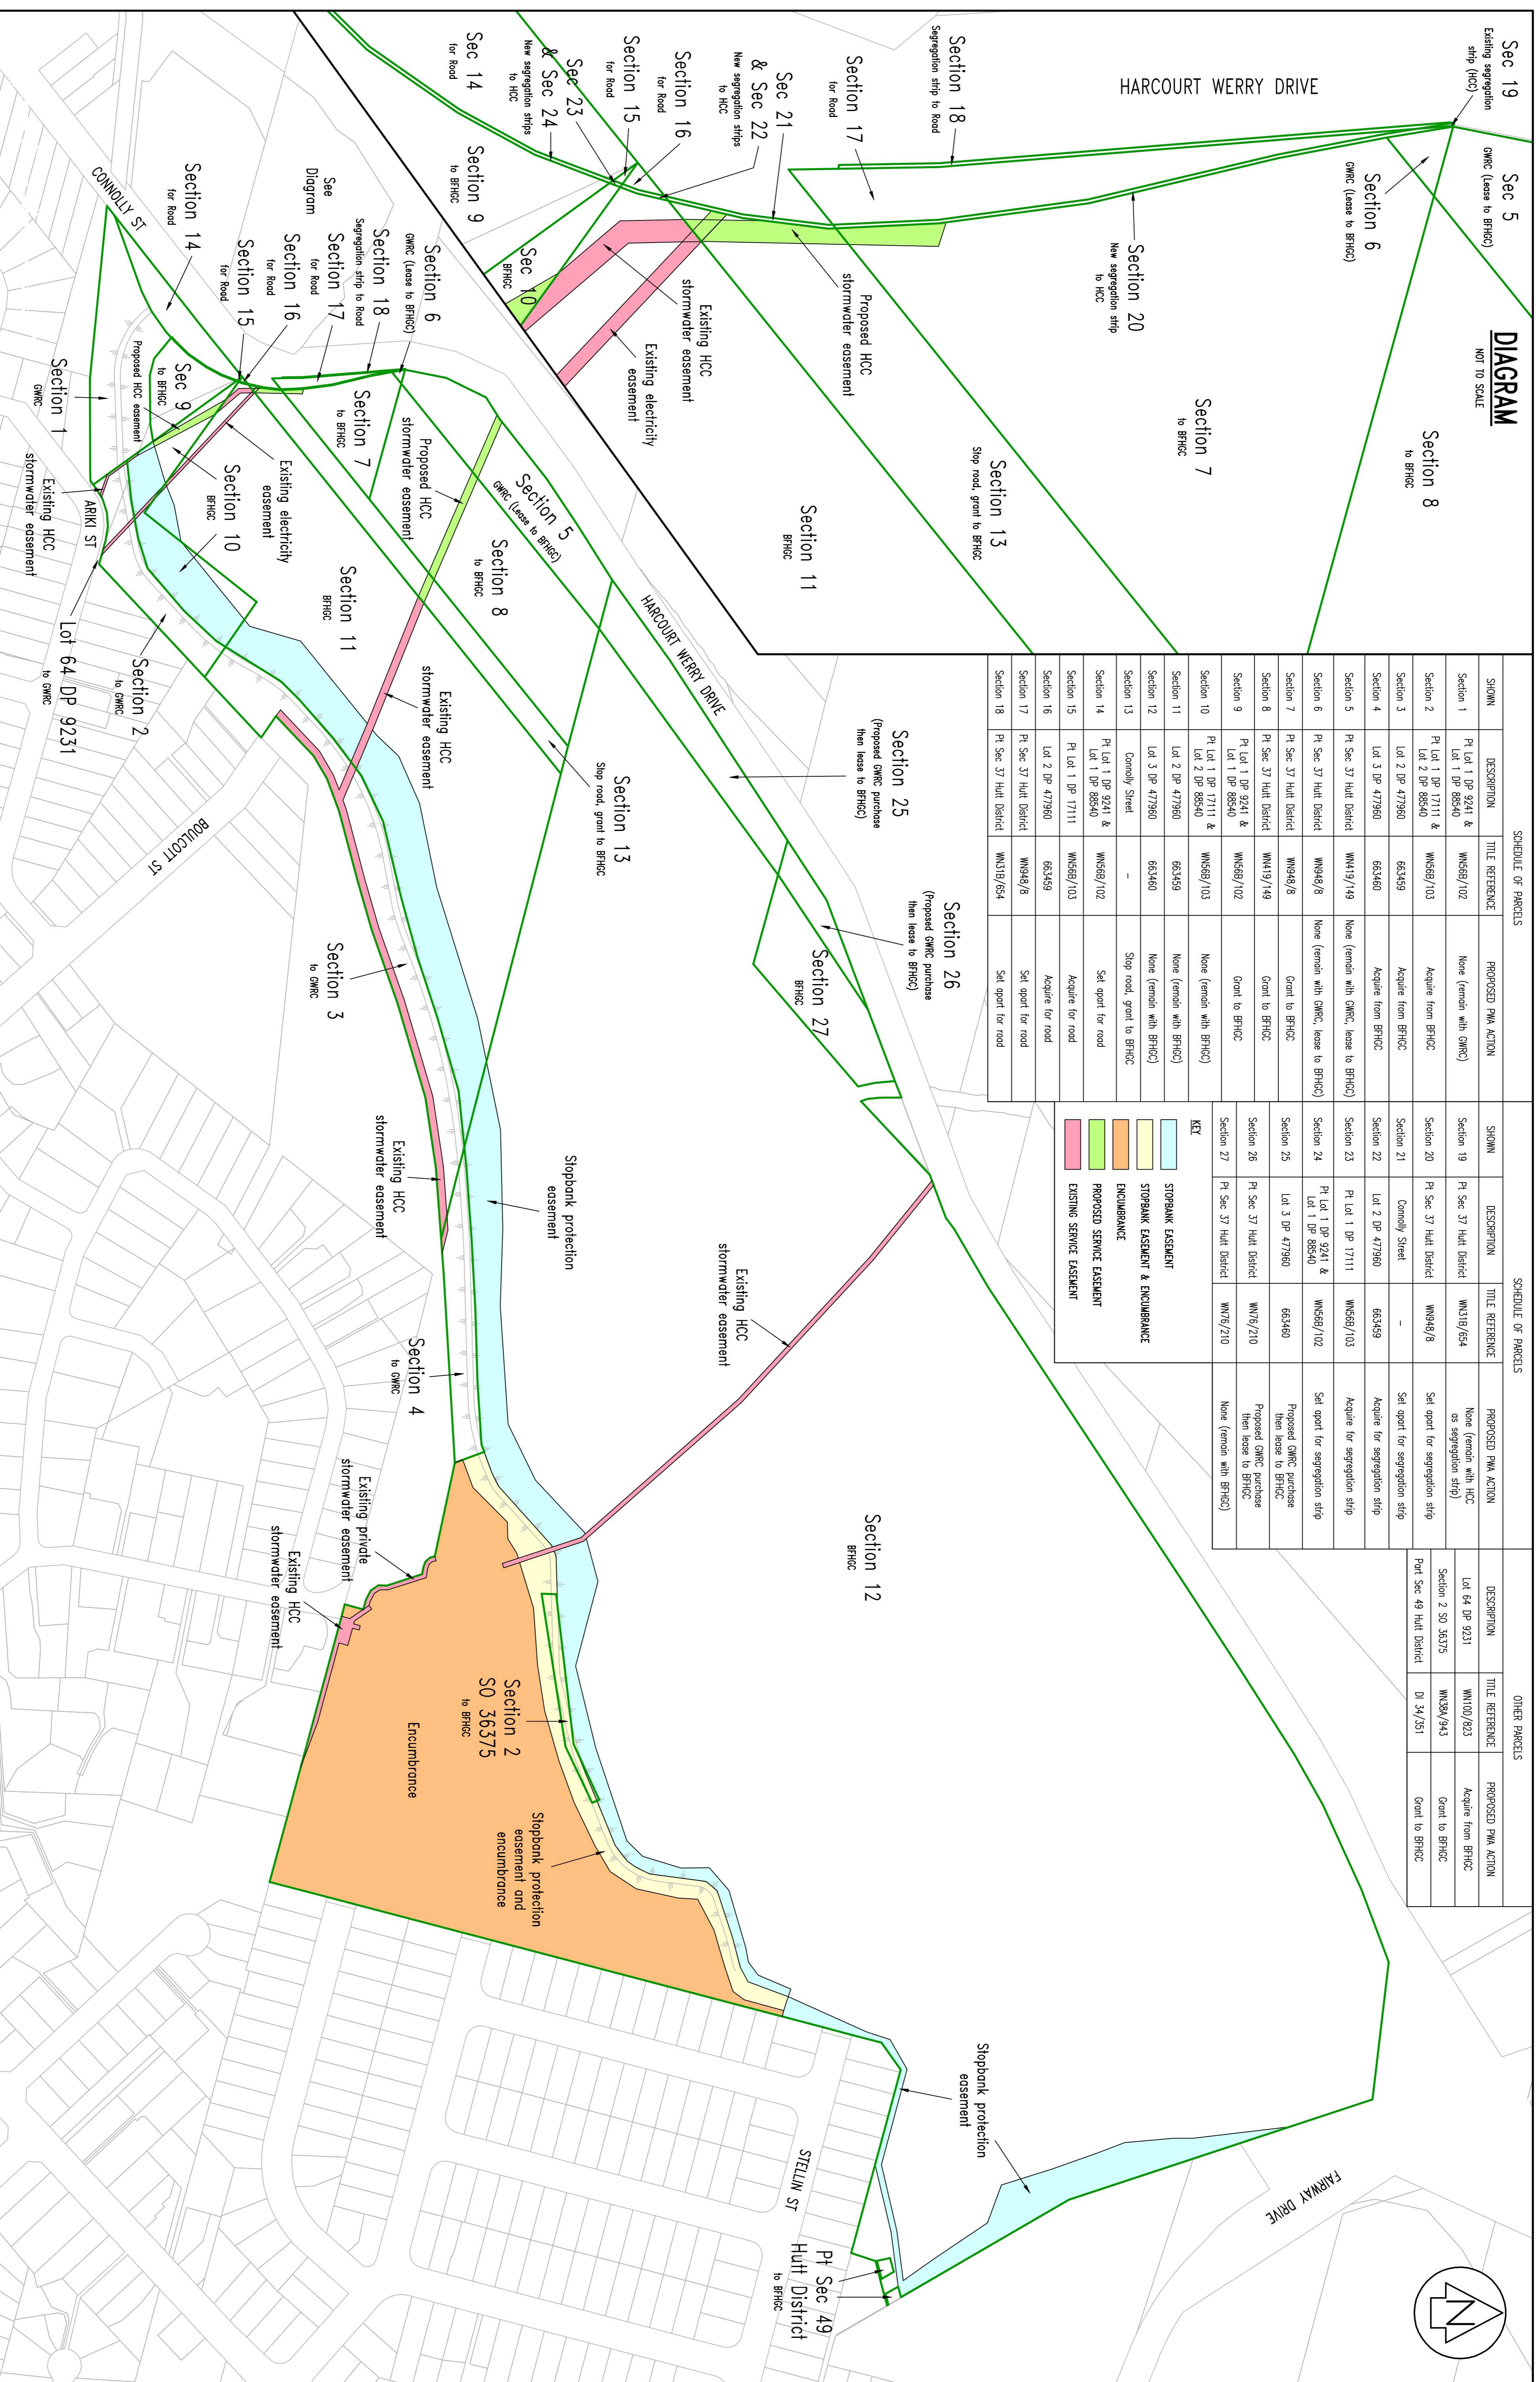 DIAGRAM
NOT TO SCALE
Sec 19
Existing segregation
strip (HCC)
Sec 5
GWRC (Lease to BFHGC)
Section 6
GWRC (Lease to BFHGC)
Section 8
to BFHGC
HARCOURT WERRY DRIVE
Section 18
Segregation strip to Road
Section 20
New segregation strip
to HCC
Section 7
to BFHGC
Section 17
for Road
Sec 21
& Sec 22
New segregation strips
to HCC
Section 13
Stop road, grant to BFHGC
Proposed HCC
stormwater easement
Section 16
for Road
Section 15
for Road
Sec 23
& Sec 24
New segregation strips
to HCC
Sec 14
for Road
Existing HCC
stormwater easement
Existing electricity
easement
Section 11
BFHGC
Section 9
to BFHGC
Sec 10
BFHGC
SCHEDULE OF PARCELS
SHOWN DESCRIPTION TITLE REFERENCE PROPOSED PWA ACTION
Section 1 Pt Lot 1 DP 9241 & Lot 1 DP 88540 WN56B/102 None (remain with GWRC)
Section 2 Pt Lot 1 DP 17111 & Lot 2 DP 88540 WN56B/103 Acquire from BFHGC
Section 3 Lot 2 DP 477960 663459 Acquire from BFHGC
Section 4 Lot 3 DP 477960 663460 Acquire from BFHGC
Section 5 Pt Sec 37 Hutt District WN419/149 None (remain with GWRC, lease to BFHGC)
Section 6 Pt Sec 37 Hutt District WN948/8 None (remain with GWRC, lease to BFHGC)
Section 7 Pt Sec 37 Hutt District WN948/8 Grant to BFHGC
Section 8 Pt Sec 37 Hutt District WN419/149 Grant to BFHGC
Section 9 Pt Lot 1 DP 9241 & Lot 1 DP 88540 WN56B/102 Grant to BFHGC
Section 10 Pt Lot 1 DP 17111 & Lot 2 DP 88540 WN56B/103 None (remain with BFHGC)
Section 11 Lot 2 DP 477960 663459 None (remain with BFHGC)
Section 12 Lot 3 DP 477960 663460 None (remain with BFHGC)
Section 13 Connolly Street – Stop road, grant to BFHGC
Section 14 Pt Lot 1 DP 9241 & Lot 1 DP 88540 WN56B/102 Set apart for road
Section 15 Pt Lot 1 DP 17111 WN56B/103 Acquire for road
Section 16 Lot 2 DP 477960 663459 Acquire for road
Section 17 Pt Sec 37 Hutt District WN948/8 Set apart for road
Section 18 Pt Sec 37 Hutt District WN31B/654 Set apart for road
SCHEDULE OF PARCELS
SHOWN DESCRIPTION TITLE REFERENCE PROPOSED PWA ACTION
Section 19 Pt Sec 37 Hutt District WN31B/654 None (remain with HCC as segregation strip)
Section 20 Pt Sec 37 Hutt District WN948/8 Set apart for segregation strip
Section 21 Connolly Street – Set apart for segregation strip
Section 22 Lot 2 DP 477960 663459 Acquire for segregation strip
Section 23 Pt Lot 1 DP 17111 WN56B/103 Acquire for segregation strip
Section 24 Pt Lot 1 DP 9241 & Lot 1 DP 88540 WN56B/102 Set apart for segregation strip
Section 25 Lot 3 DP 477960 663460 Proposed GWRC purchase then lease to BFHGC
Section 26 Pt Sec 37 Hutt District WN76/210 Proposed GWRC purchase then lease to BFHGC
Section 27 Pt Sec 37 Hutt District WN76/210 None (remain with BFHGC)
OTHER PARCELS
DESCRIPTION TITLE REFERENCE PROPOSED PWA ACTION
Lot 64 DP 9231 WN10D/823 Acquire from BFHGC
Section 2 SO 36375 WN38A/943 Grant to BFHGC
Part Sec 49 Hutt District DI 34/351 Grant to BFHGC
KEY
STOPBANK EASEMENT
STOPBANK EASEMENT & ENCUMBRANCE
ENCUMBRANCE
PROPOSED SERVICE EASEMENT
EXISTING SERVICE EASEMENT
N
Section 25
(Proposed GWRC purchase
then lease to BFHGC)
Section 26
(Proposed GWRC purchase
then lease to BFHGC)
Section 27
BFHGC
HARCOURT WERRY DRIVE
FAIRWAY DRIVE
Section 13
Stop road, grant to BFHGC
Section 5
GWRC (Lease to BFHGC)
Section 8
to BFHGC
Section 6
GWRC (Lease to BFHGC)
Section 18
Segregation strip to Road
See
Diagram
Section 17
for Road
Section 16
for Road
Section 15
for Road
Section 14
for Road
CONNOLLY ST
Section 7
to BFHGC
Proposed HCC
stormwater easement
Section 11
BFHGC
Existing HCC
stormwater easement
Existing electricity
easement
Section 10
BFHGC
Sec 9
to BFHGC
Proposed HCC easement
Section 1
GWRC
Existing HCC
stormwater easement
ARIKI ST
Lot 64 DP 9231
to GWRC
Section 2
to GWRC
BOULCOTT ST
Section 3
to GWRC
Existing HCC
stormwater easement
Stopbank protection
easement
Existing HCC
stormwater easement
Section 4
to GWRC
Section 12
BFHGC
Existing private
stormwater easement
Existing HCC
stormwater easement
Section 2
SO 36375
to BFHGC
Encumbrance
Stopbank protection
easement and
encumbrance
Stopbank protection
easement
STELLIN ST
Pt Sec 49
Hutt District
to BFHGC